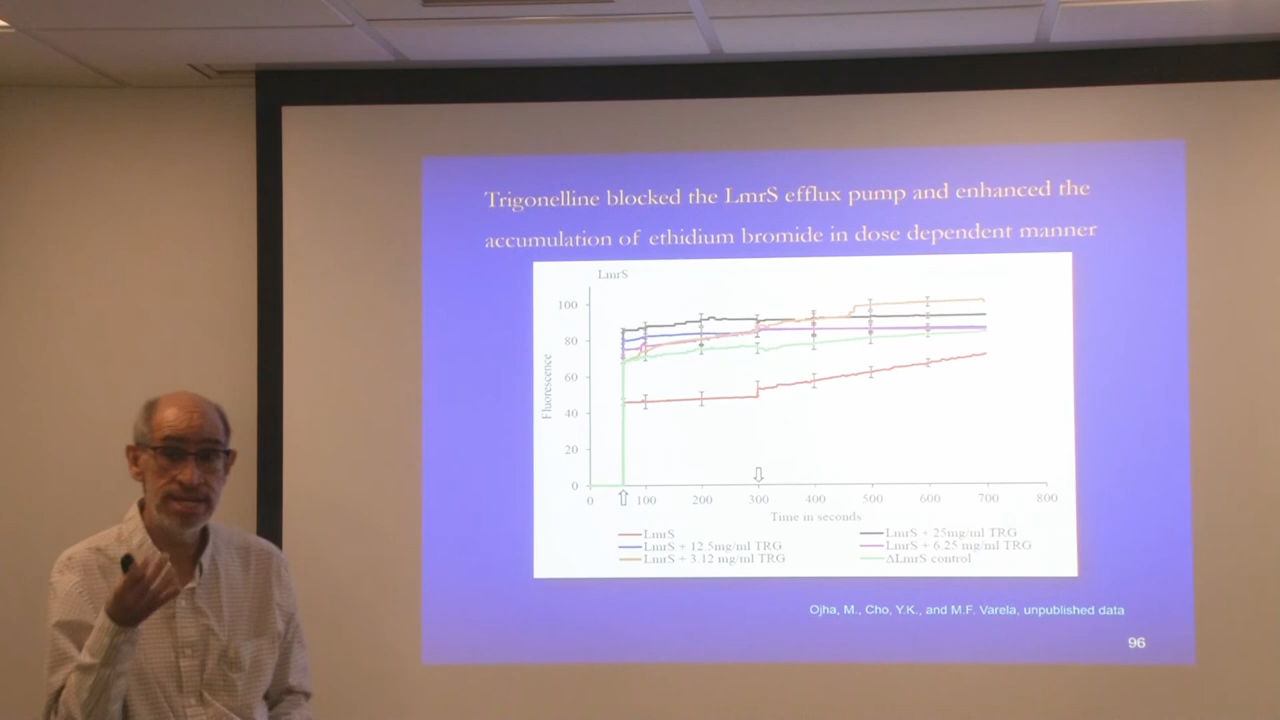 Trigonelline blocked the LmrS efflux pump and enhanced the
accumulation of ethidium bromide in dose dependent manner
LmrS
100
80
60
40
20
0
Fluorescence
0 100 200 300 400 500 600 700 800
Time in seconds
LmrS
LmrS + 25mg/ml TRG
LmrS + 12.5mg/ml TRG
LmrS + 6.25 mg/ml TRG
LmrS + 3.12 mg/ml TRG
ΔLmrS control
Ojha, M., Cho, Y.K., and M.F. Varela, unpublished data
96